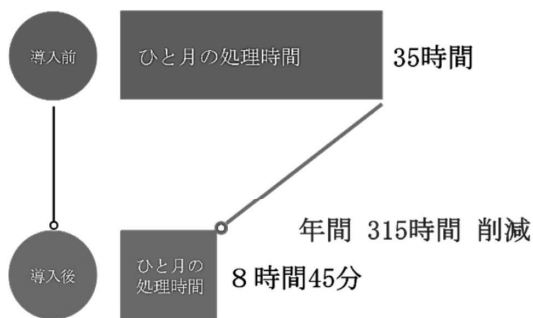 導入前
ひと月の処理時間
35時間
年間 315時間 削減
導入後
ひと月の
処理時間
8時間45分